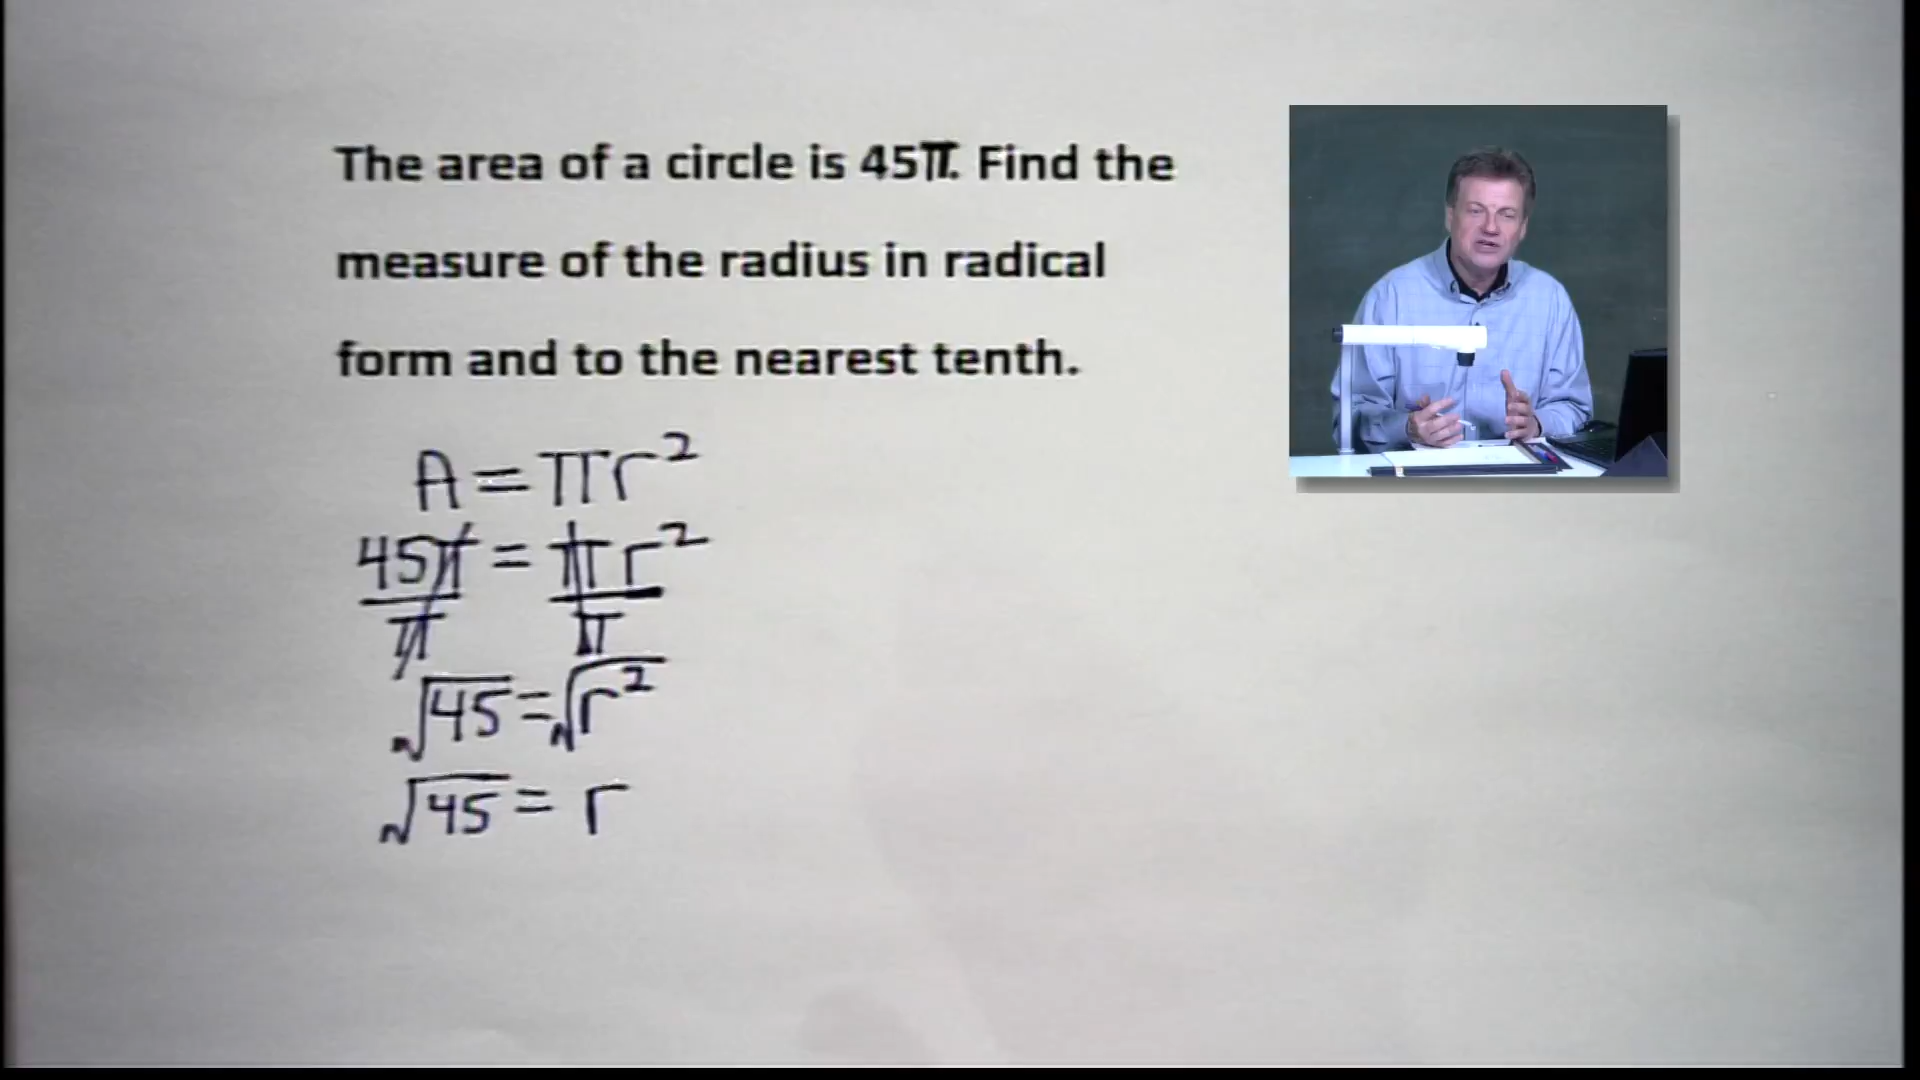 The area of a circle is 45π. Find the
measure of the radius in radical
form and to the nearest tenth.
A = πr²
45π = πr²
π π
√45 = √r²
√45 = r